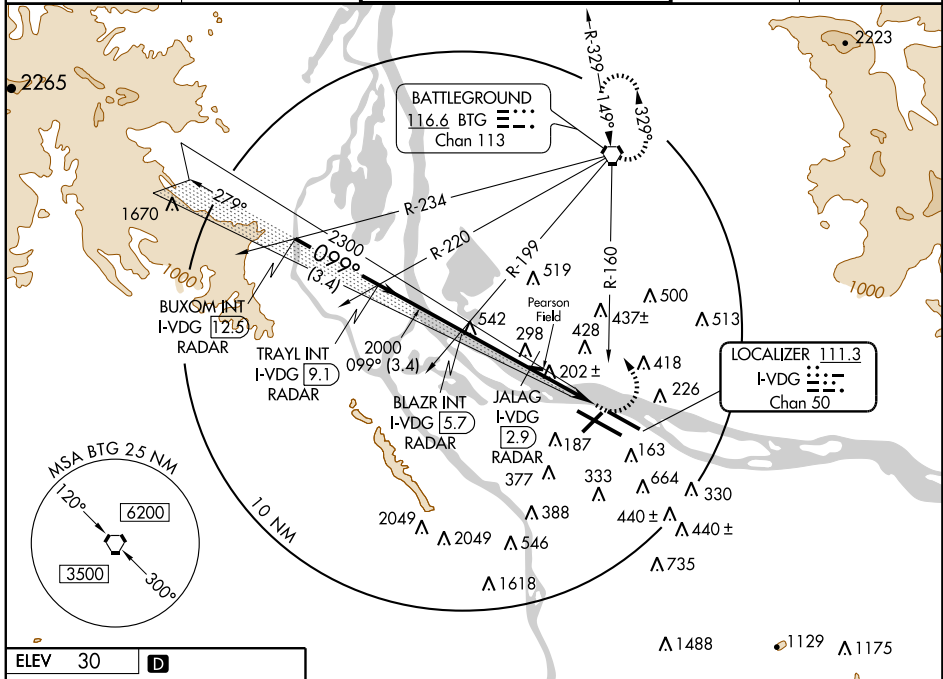 2265
2223
BATTLEGROUND
116.6 BTG
Chan 113
R-329
149°
329°
279°
1670
R-234
2300
099°
(3.4)
R-220
R-199
R-160
1000
1000
519
Pearson
Field
500
513
437±
428
298
542
418
202 ±
226
BUXOM INT
I-VDG 12.5
RADAR
TRAYL INT
I-VDG 9.1
RADAR
2000
099° (3.4)
BLAZR INT
I-VDG 5.7
RADAR
JALAG
I-VDG
2.9
RADAR
LOCALIZER 111.3
I-VDG
Chan 50
187
163
377
333
664
330
388
440 ±
440 ±
2049
2049
546
735
1618
10 NM
MSA BTG 25 NM
120°
6200
3500
300°
1488
1129
1175
ELEV 30 D